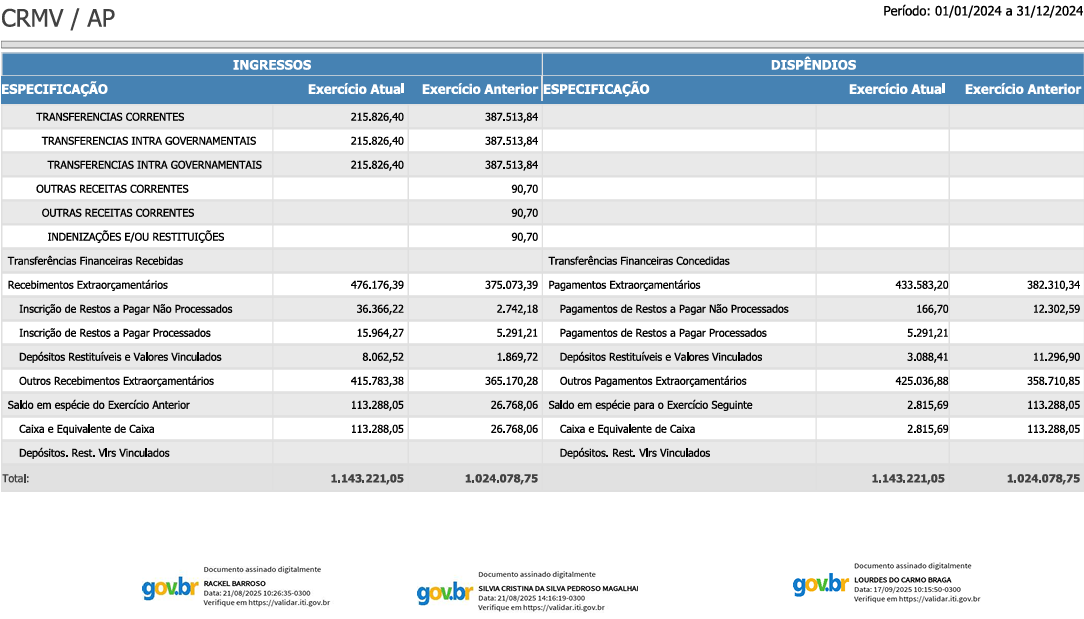 CRMV / AP
Período: 01/01/2024 a 31/12/2024
INGRESSOS DISPÊNDIOS
ESPECIFICAÇÃO Exercício Atual Exercício Anterior ESPECIFICAÇÃO Exercício Atual Exercício Anterior
TRANSFERENCIAS CORRENTES 215.826,40 387.513,84
TRANSFERENCIAS INTRA GOVERNAMENTAIS 215.826,40 387.513,84
TRANSFERENCIAS INTRA GOVERNAMENTAIS 215.826,40 387.513,84
OUTRAS RECEITAS CORRENTES 90,70
OUTRAS RECEITAS CORRENTES 90,70
INDENIZAÇÕES E/OU RESTITUIÇÕES 90,70
Transferências Financeiras Recebidas Transferências Financeiras Concedidas
Recebimentos Extraorçamentários 476.176,39 375.073,39 Pagamentos Extraorçamentários 433.583,20 382.310,34
Inscrição de Restos a Pagar Não Processados 36.366,22 2.742,18 Pagamentos de Restos a Pagar Não Processados 166,70 12.302,59
Inscrição de Restos a Pagar Processados 15.964,27 5.291,21 Pagamentos de Restos a Pagar Processados 5.291,21
Depósitos Restituíveis e Valores Vinculados 8.062,52 1.869,72 Depósitos Restituíveis e Valores Vinculados 3.088,41 11.296,90
Outros Recebimentos Extraorçamentários 415.783,38 365.170,28 Outros Pagamentos Extraorçamentários 425.036,88 358.710,85
Saldo em espécie do Exercício Anterior 113.288,05 26.768,06 Saldo em espécie para o Exercício Seguinte 2.815,69 113.288,05
Caixa e Equivalente de Caixa 113.288,05 26.768,06 Caixa e Equivalente de Caixa 2.815,69 113.288,05
Depósitos. Rest. Vlrs Vinculados Depósitos. Rest. Vlrs Vinculados
Total: 1.143.221,05 1.024.078,75 1.143.221,05 1.024.078,75
gov.br
Documento assinado digitalmente
RACKEL BARROSO
Data: 21/08/2025 10:26:35-0300
Verifique em https://validar.iti.gov.br
gov.br
Documento assinado digitalmente
SILVIA CRISTINA DA SILVA PEDROSO MAGALHAI
Data: 21/08/2025 14:16:19-0300
Verifique em https://validar.iti.gov.br
gov.br
Documento assinado digitalmente
LOURDES DO CARMO BRAGA
Data: 17/09/2025 10:15:50-0300
Verifique em https://validar.iti.gov.br